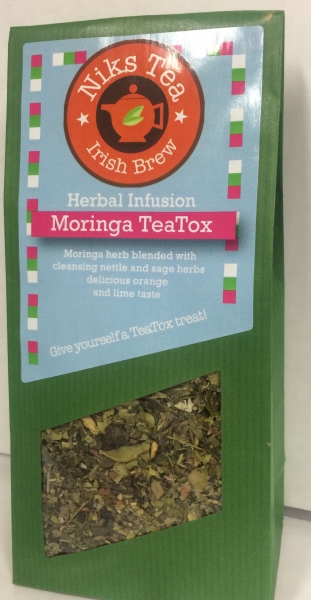 Niks Tea
Irish Brew
Herbal Infusion
Moringa TeaTox
Moringa herb blended with
cleansing nettle and sage herbs
delicious orange
and lime taste
Give yourself a TeaTox treat!